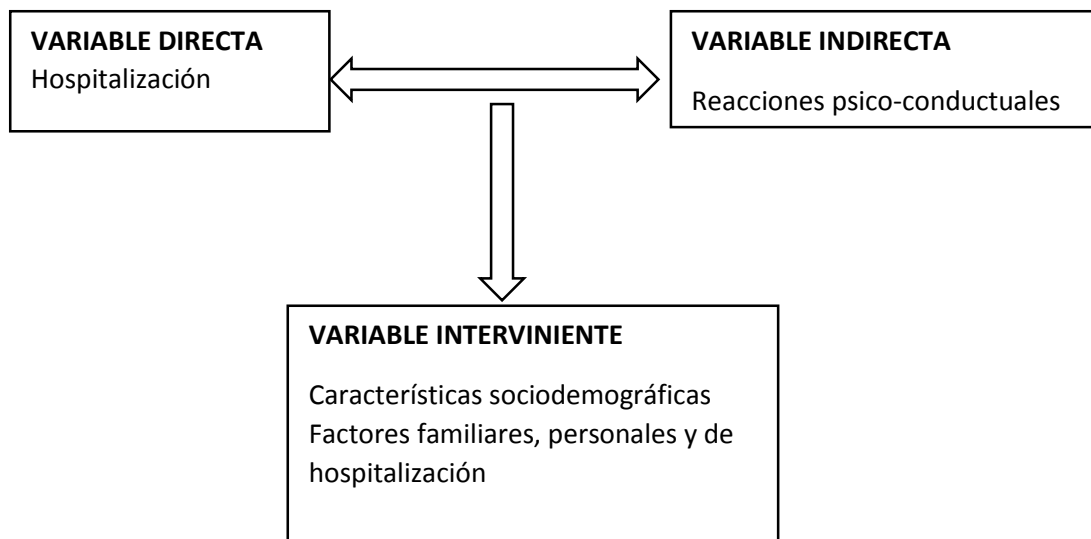 VARIABLE DIRECTA
Hospitalización
VARIABLE INDIRECTA
Reacciones psico-conductuales
VARIABLE INTERVINIENTE
Características sociodemográficas
Factores familiares, personales y de
hospitalización